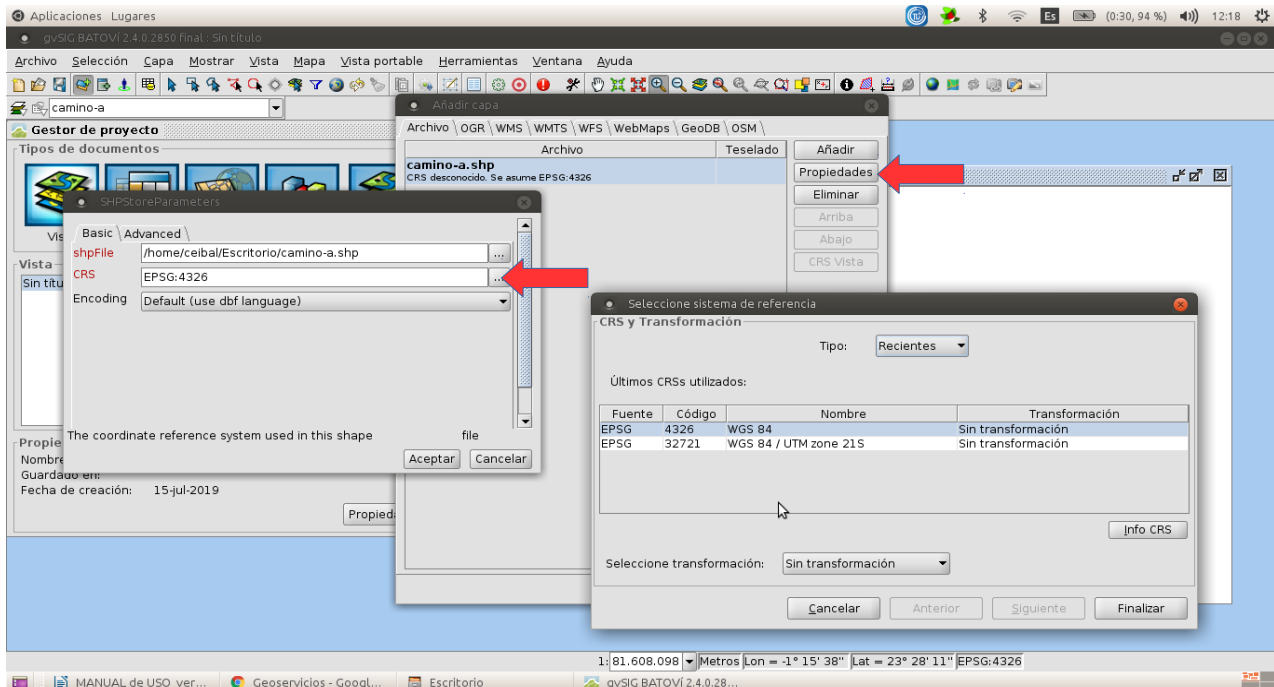 Aplicaciones Lugares
Es (0:30, 94 %) 12:18
gvSIG BATOVÍ 2.4.0.2850 final : Sin título
Archivo Selección Capa Mostrar Vista Mapa Vista portable Herramientas Ventana Ayuda
camino-a
Gestor de proyecto
Tipos de documentos
Vis
Vista
Sin títu
Propie
Nombre
Guardado en:
Fecha de creación: 15-jul-2019
Propied
Añadir capa
Archivo OGR WMS WMTS WFS WebMaps GeoDB OSM
Archivo Teselado
camino-a.shp
CRS desconocido. Se asume EPSG:4326
Añadir
Propiedades
Eliminar
Arriba
Abajo
CRS Vista
SHPStoreParameters
Basic Advanced
shpFile /home/ceibal/Escritorio/camino-a.shp ...
CRS EPSG:4326 ...
Encoding Default (use dbf language)
The coordinate reference system used in this shape file
Aceptar Cancelar
Seleccione sistema de referencia
CRS y Transformación
Tipo: Recientes
Últimos CRSs utilizados:
Fuente Código Nombre Transformación
EPSG 4326 WGS 84 Sin transformación
EPSG 32721 WGS 84 / UTM zone 21S Sin transformación
Info CRS
Seleccione transformación: Sin transformación
Cancelar Anterior Siguiente Finalizar
1: 81.608.098 Metros Lon = -1° 15' 38" Lat = 23° 28' 11" EPSG:4326
MANUAL de USO_ver... Geoservicios - Googl... Escritorio gvSIG BATOVÍ 2.4.0.28...